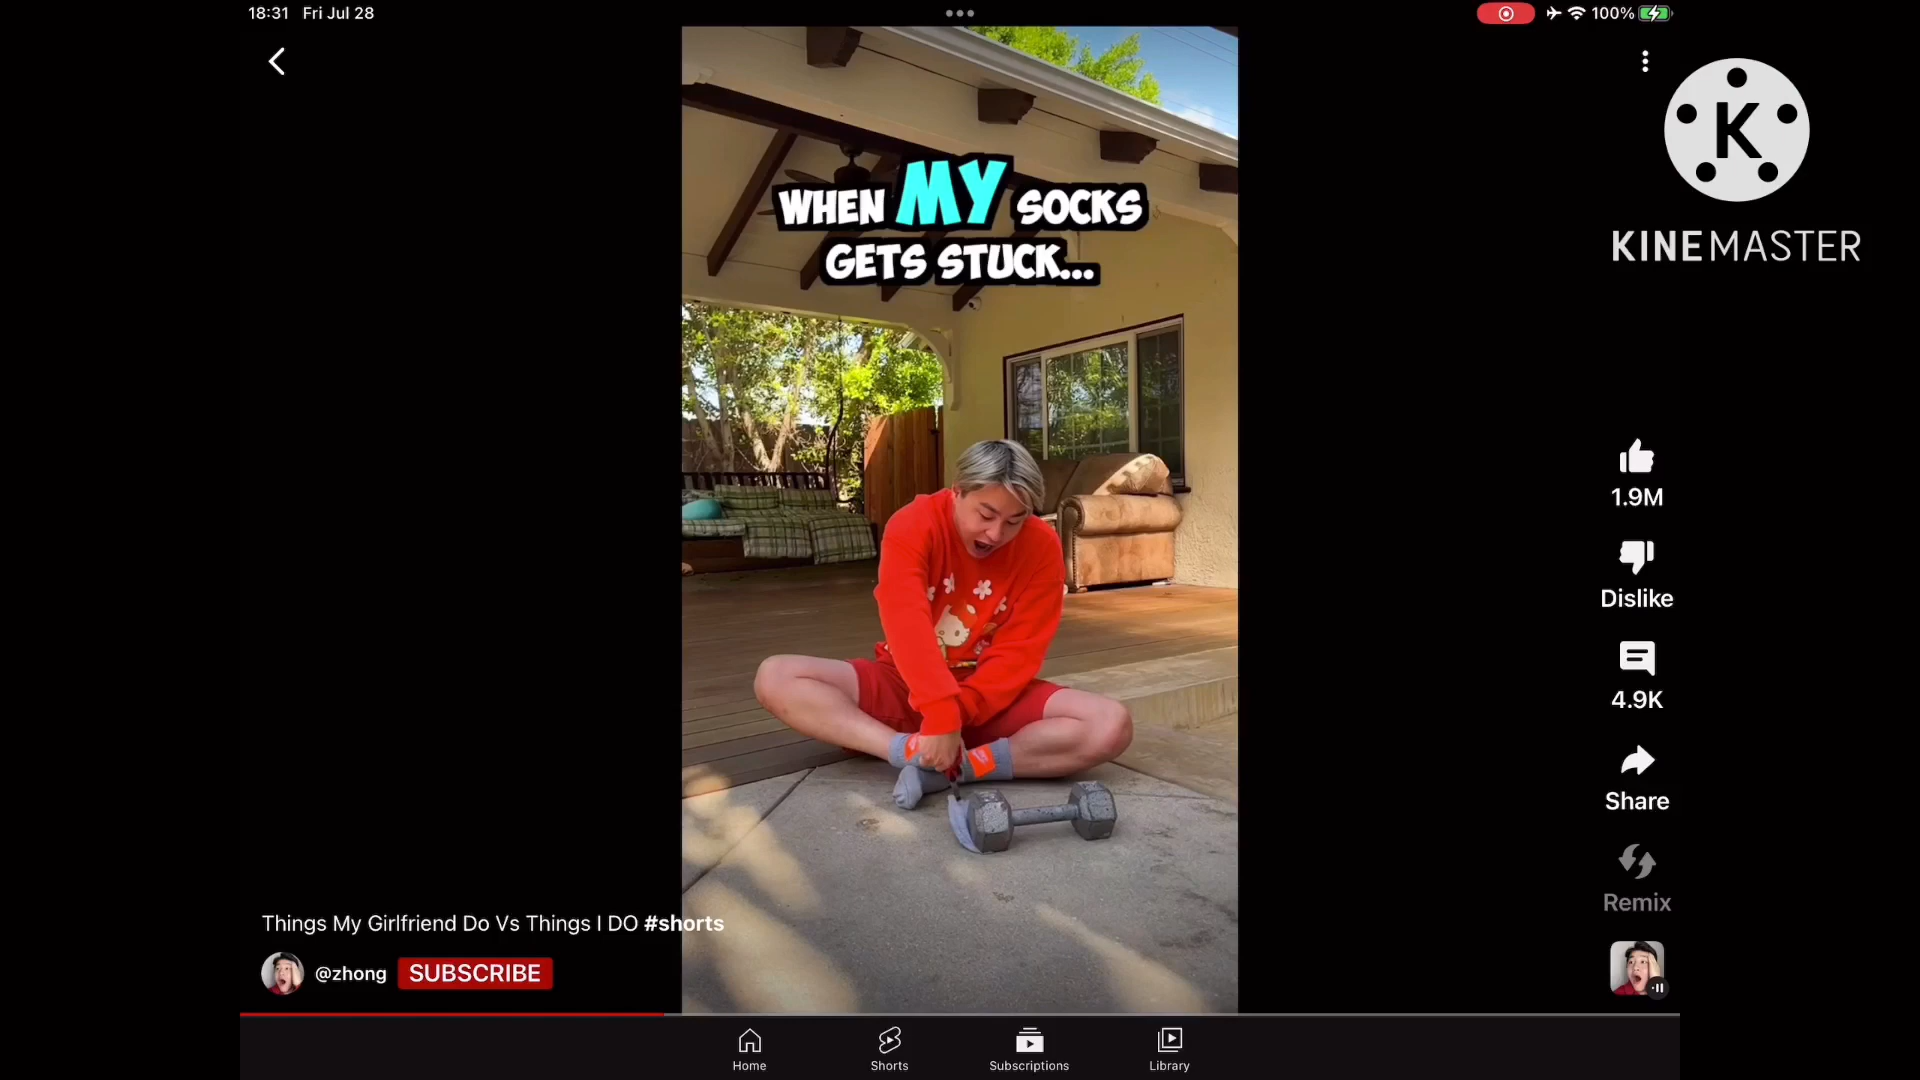 18:31 Fri Jul 28
100%
K
KINEMASTER
WHEN MY SOCKS
GETS STUCK...
1.9M
Dislike
4.9K
Share
Remix
Things My Girlfriend Do Vs Things I DO #shorts
@zhong SUBSCRIBE
Home Shorts Subscriptions Library